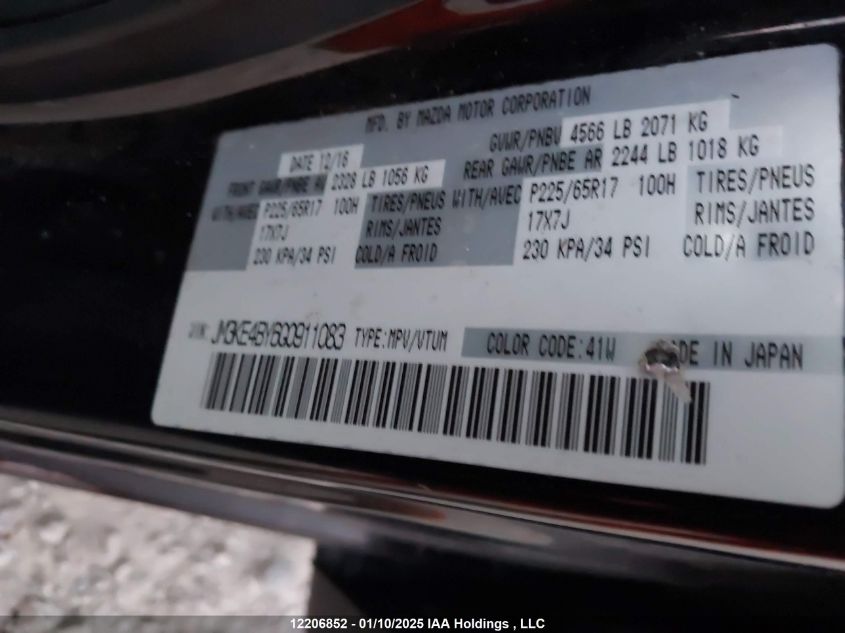 MFD. BY MAZDA MOTOR CORPORATION
DATE 12/16 GVWR/PNBV 4566 LB 2071 KG
FRONT GAWR/PNBE AV 2328 LB 1056 KG REAR GAWR/PNBE AR 2244 LB 1018 KG
WITH/AVEC P225/65R17 100H TIRES/PNEUS WITH/AVEC P225/65R17 100H TIRES/PNEUS
17X7J RIMS/JANTES 17X7J RIMS/JANTES
230 KPA/34 PSI COLD/A FROID 230 KPA/34 PSI COLD/A FROID
VIN: JM3KE4BY6G0911083 TYPE:MPV/VTUM COLOR CODE:41W ADE IN JAPAN
12206852 - 01/10/2025 IAA Holdings , LLC